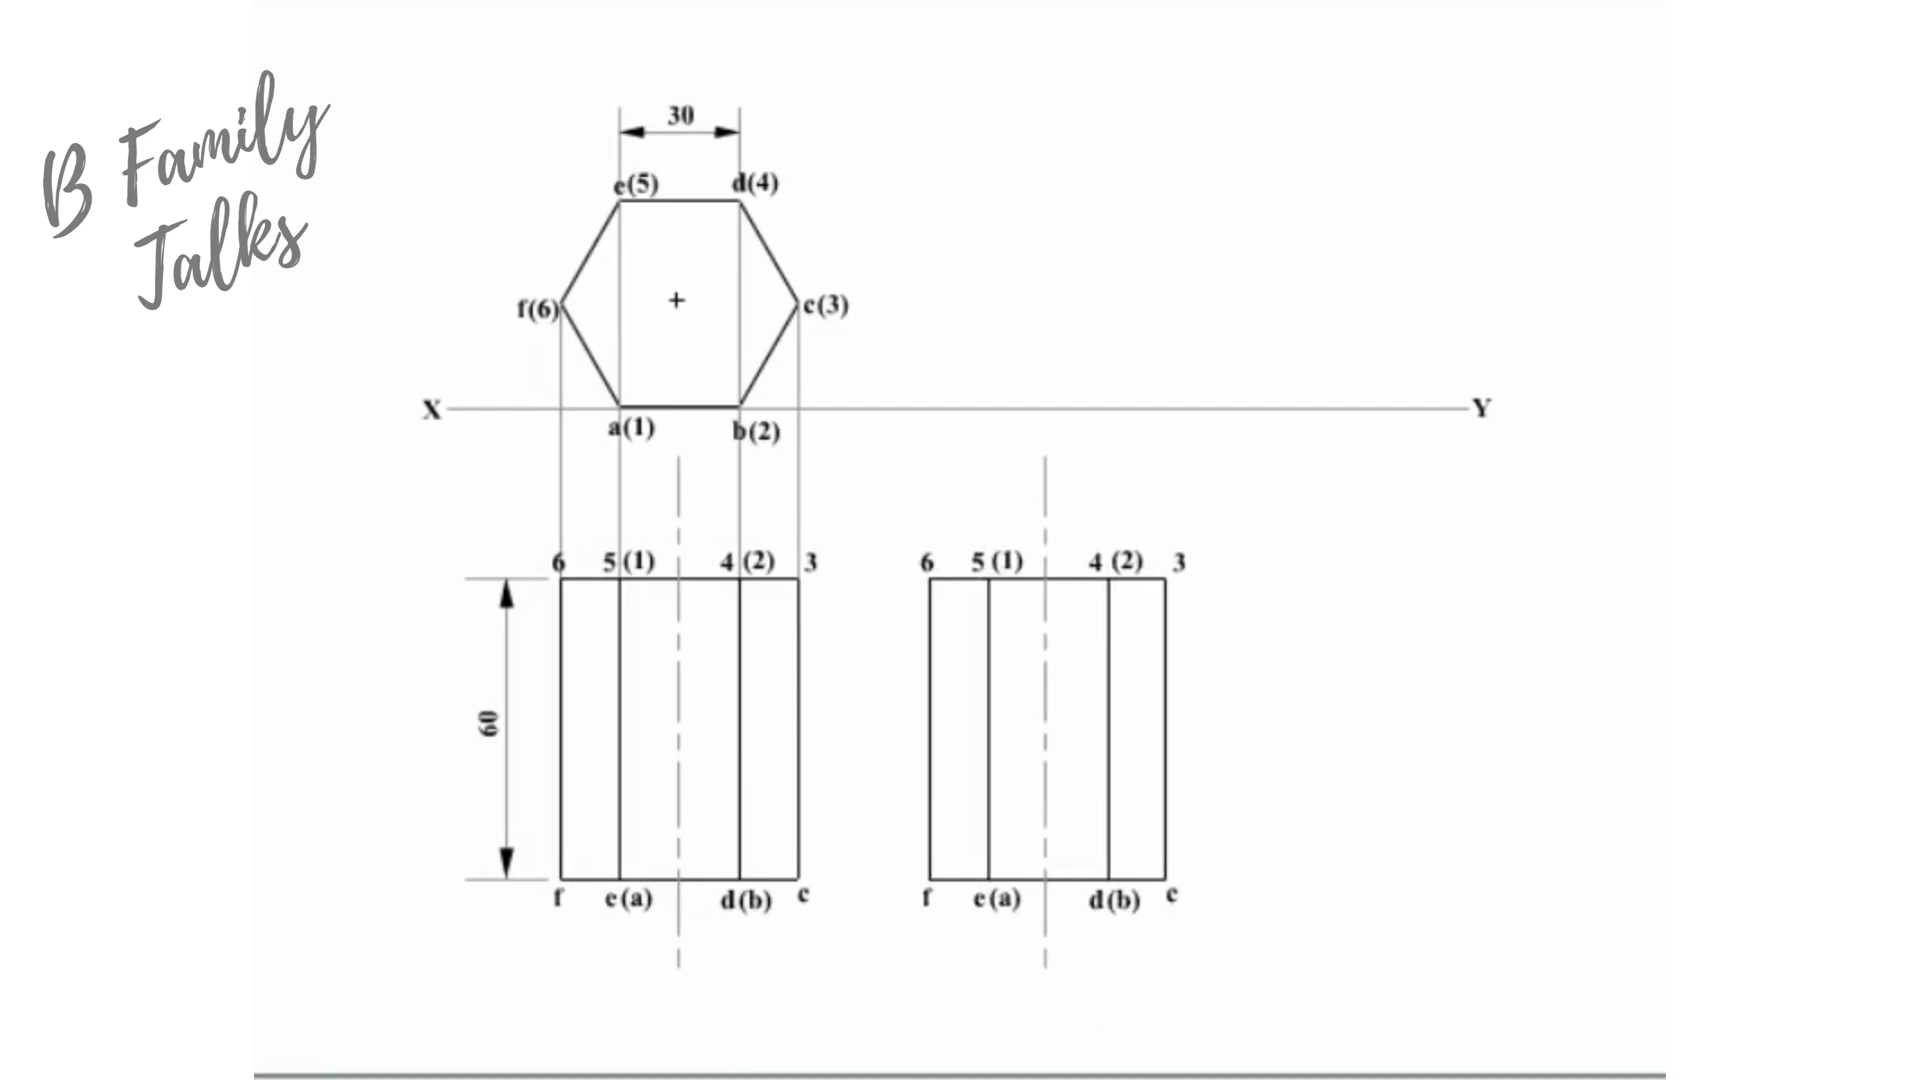 B Family
Talks
30
e(5) d(4)
f(6) c(3)
X Y
a(1) b(2)
6 5 (1) 4 (2) 3 6 5 (1) 4 (2) 3
60
f e(a) d(b) c f e(a) d(b) c